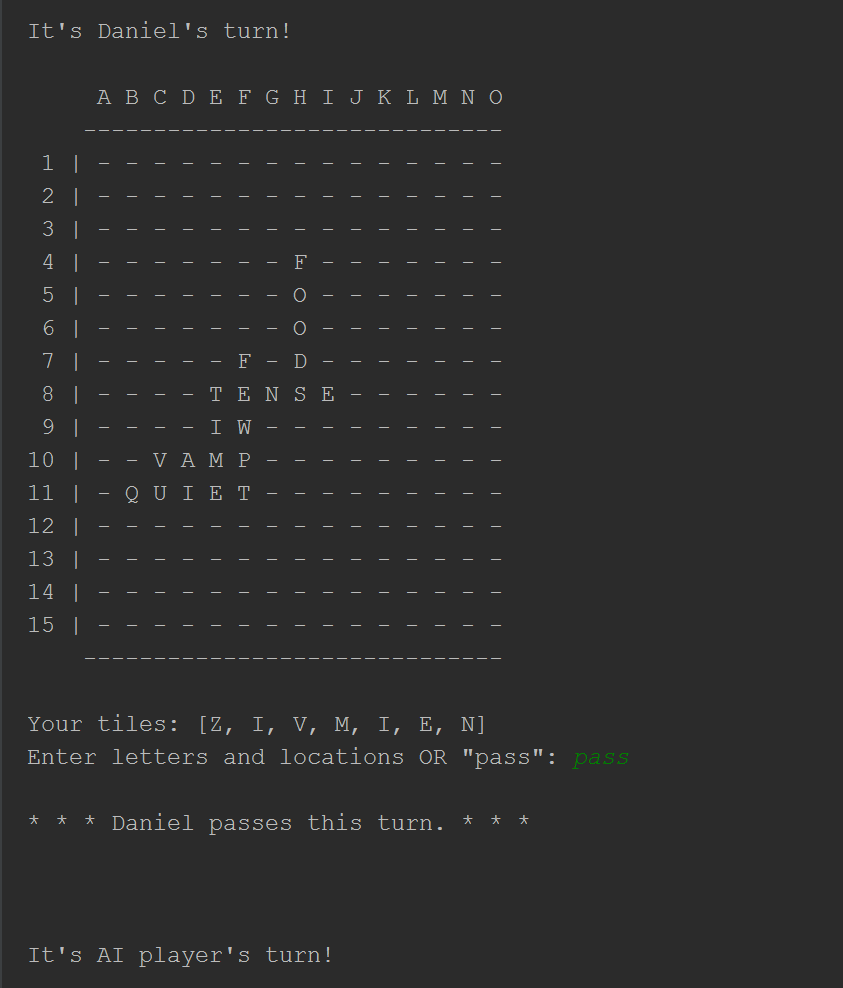 It's Daniel's turn!
A B C D E F G H I J K L M N O
------------------------------
1 | - - - - - - - - - - - - - - -
2 | - - - - - - - - - - - - - - -
3 | - - - - - - - - - - - - - - -
4 | - - - - - - - F - - - - - - -
5 | - - - - - - - O - - - - - - -
6 | - - - - - - - O - - - - - - -
7 | - - - - - F - D - - - - - - -
8 | - - - - T E N S E - - - - - -
9 | - - - - I W - - - - - - - - -
10 | - - V A M P - - - - - - - - -
11 | - Q U I E T - - - - - - - - -
12 | - - - - - - - - - - - - - - -
13 | - - - - - - - - - - - - - - -
14 | - - - - - - - - - - - - - - -
15 | - - - - - - - - - - - - - - -
------------------------------
Your tiles: [Z, I, V, M, I, E, N]
Enter letters and locations OR "pass": pass
* * * Daniel passes this turn. * * *
It's AI player's turn!